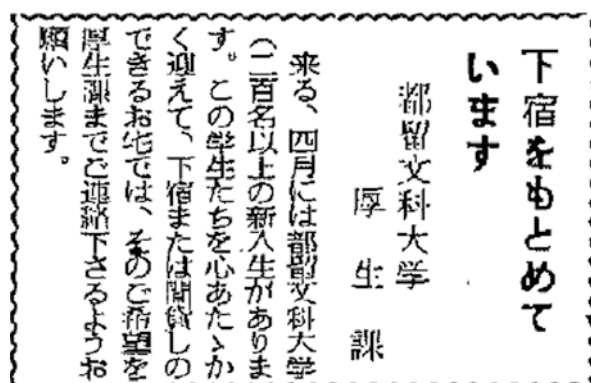 下宿をもとめて
います
都留文科大学
厚生課
来る、四月には都留文科大学
(二百名以上の新入生がありま
す。この学生たちを心あたゝか
く迎えて、下宿または間貸しの
できるお宅では、そのご希望を
厚生課までご連絡下さるようお
願いします。